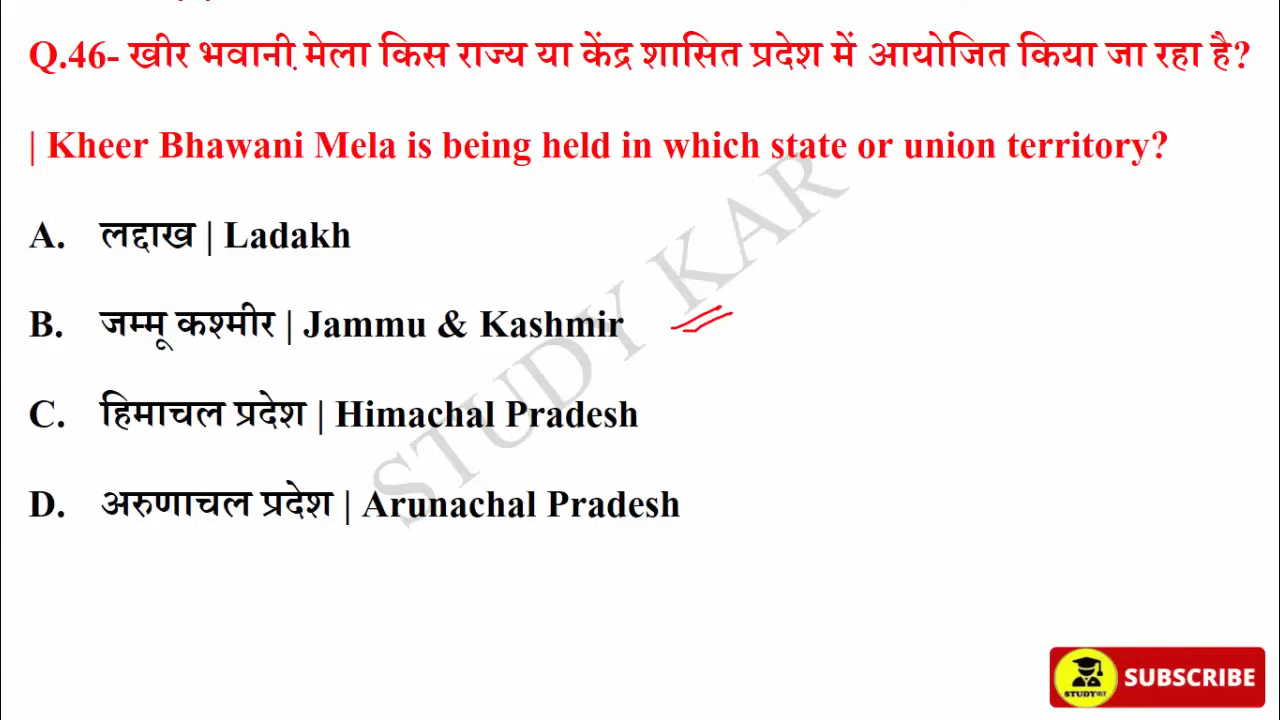 Q.46- खीर भवानी मेला किस राज्य या केंद्र शासित प्रदेश में आयोजित किया जा रहा है?
| Kheer Bhawani Mela is being held in which state or union territory?
A. लद्दाख | Ladakh
B. जम्मू कश्मीर | Jammu & Kashmir
C. हिमाचल प्रदेश | Himachal Pradesh
D. अरुणाचल प्रदेश | Arunachal Pradesh
STUDY KAR
SUBSCRIBE